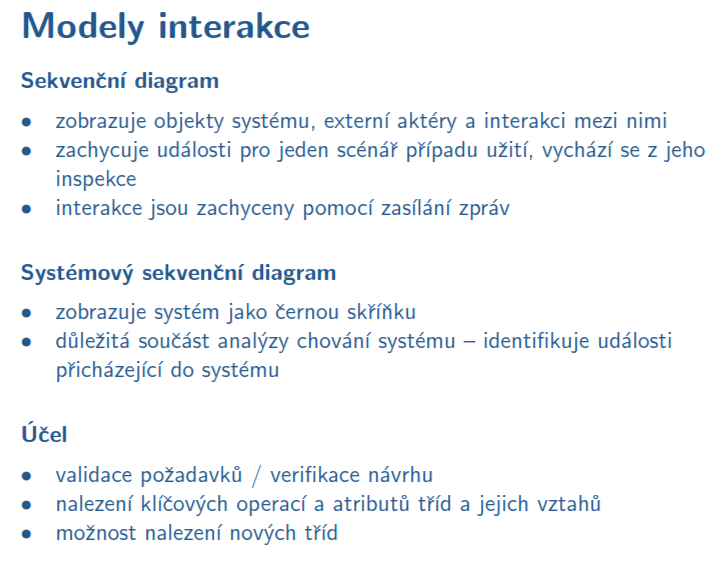 Modely interakce
Sekvenční diagram
• zobrazuje objekty systému, externí aktéry a interakci mezi nimi
• zachycuje události pro jeden scénář případu užití, vychází se z jeho
inspekce
• interakce jsou zachyceny pomocí zasílání zpráv
Systémový sekvenční diagram
• zobrazuje systém jako černou skříňku
• důležitá součást analýzy chování systému – identifikuje události
přicházející do systému
Účel
• validace požadavků / verifikace návrhu
• nalezení klíčových operací a atributů tříd a jejich vztahů
• možnost nalezení nových tříd